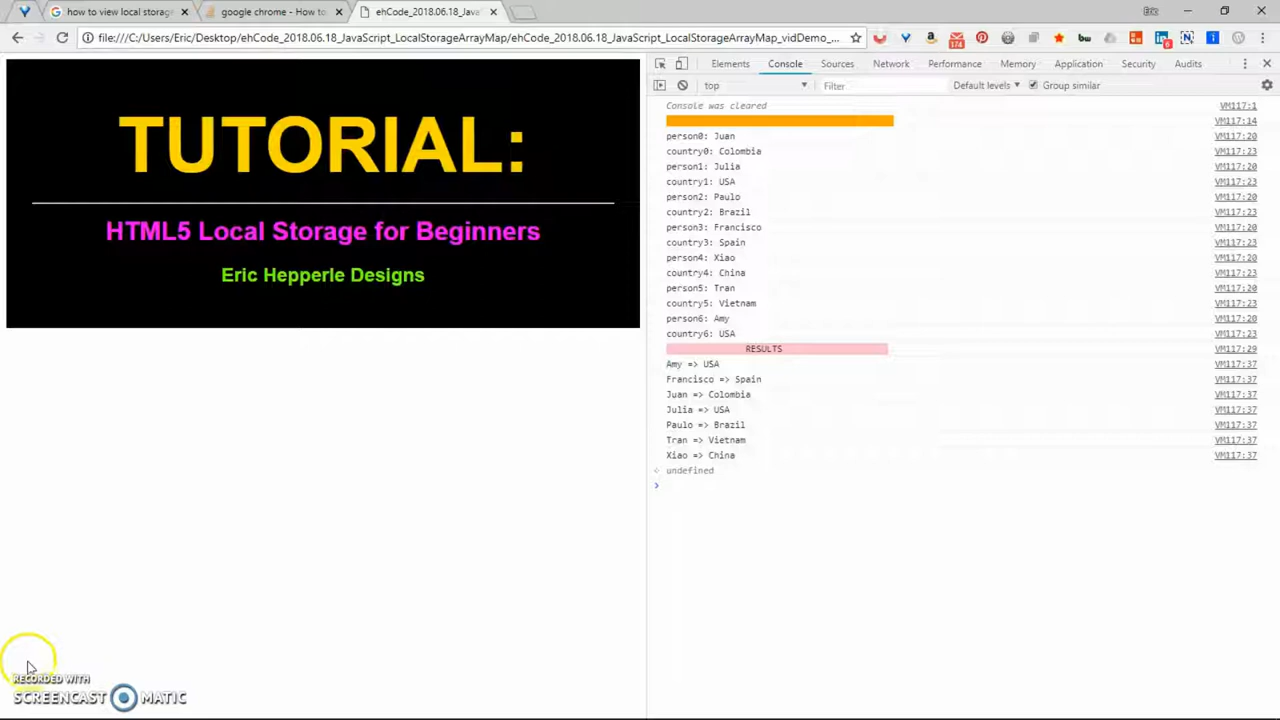 how to view local storag
google chrome - How to
ehCode_2018.06.18_Java
file:///C:/Users/Eric/Desktop/ehCode_2018.06.18_JavaScript_LocalStorageArrayMap/ehCode_2018.06.18_JavaScript_LocalStorageArrayMap_vidDemo_...
174
bw
6
Elements Console Sources Network Performance Memory Application Security Audits
top Filter Default levels Group similar
Console was cleared VM117:1
VM117:14
person0: Juan VM117:20
country0: Colombia VM117:23
person1: Julia VM117:20
country1: USA VM117:23
person2: Paulo VM117:20
country2: Brazil VM117:23
person3: Francisco VM117:20
country3: Spain VM117:23
person4: Xiao VM117:20
country4: China VM117:23
person5: Tran VM117:20
country5: Vietnam VM117:23
person6: Amy VM117:20
country6: USA VM117:23
RESULTS VM117:29
Amy => USA VM117:37
Francisco => Spain VM117:37
Juan => Colombia VM117:37
Julia => USA VM117:37
Paulo => Brazil VM117:37
Tran => Vietnam VM117:37
Xiao => China VM117:37
undefined
TUTORIAL:
HTML5 Local Storage for Beginners
Eric Hepperle Designs
RECORDED WITH
SCREENCAST MATIC